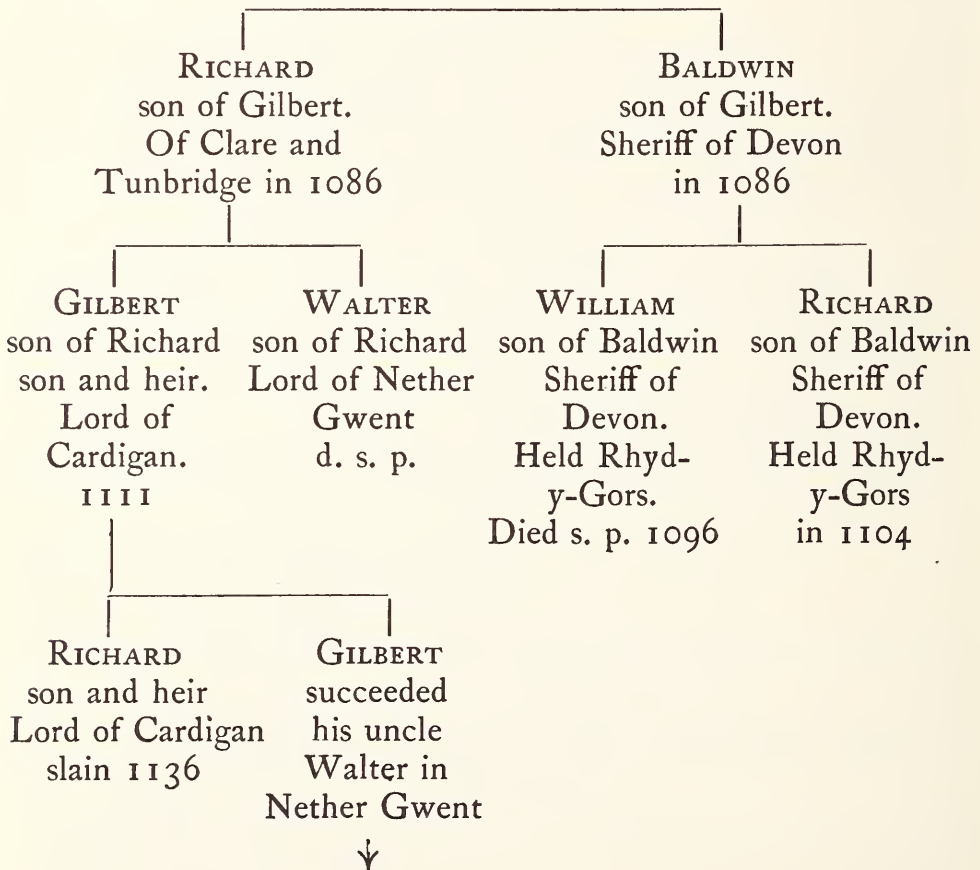 RICHARD
son of Gilbert.
Of Clare and
Tunbridge in 1086
BALDWIN
son of Gilbert.
Sheriff of Devon
in 1086
GILBERT
son of Richard
son and heir.
Lord of
Cardigan.
1111
WALTER
son of Richard
Lord of Nether
Gwent
d. s. p.
WILLIAM
son of Baldwin
Sheriff of
Devon.
Held Rhyd-
y-Gors.
Died s. p. 1096
RICHARD
son of Baldwin
Sheriff of
Devon.
Held Rhyd-
y-Gors
in 1104
RICHARD
son and heir
Lord of Cardigan
slain 1136
GILBERT
succeeded
his uncle
Walter in
Nether Gwent